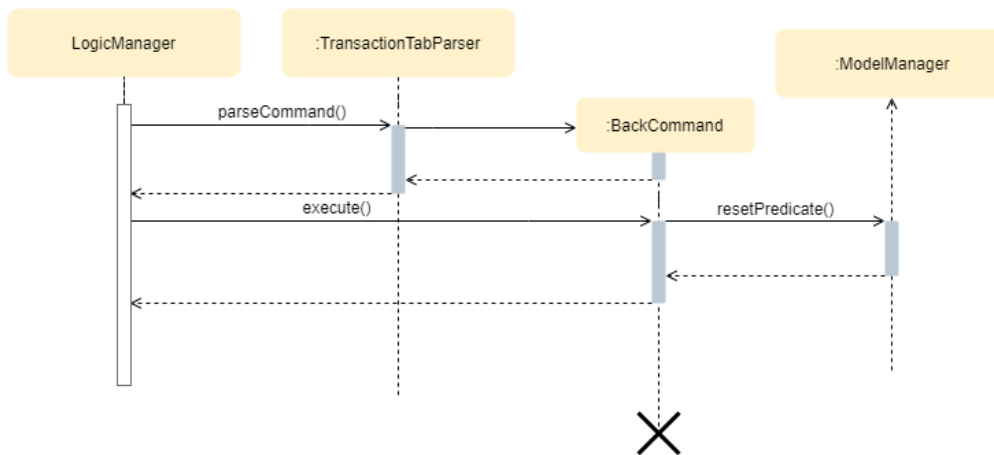 LogicManager
:TransactionTabParser
:ModelManager
parseCommand()
:BackCommand
execute()
resetPredicate()